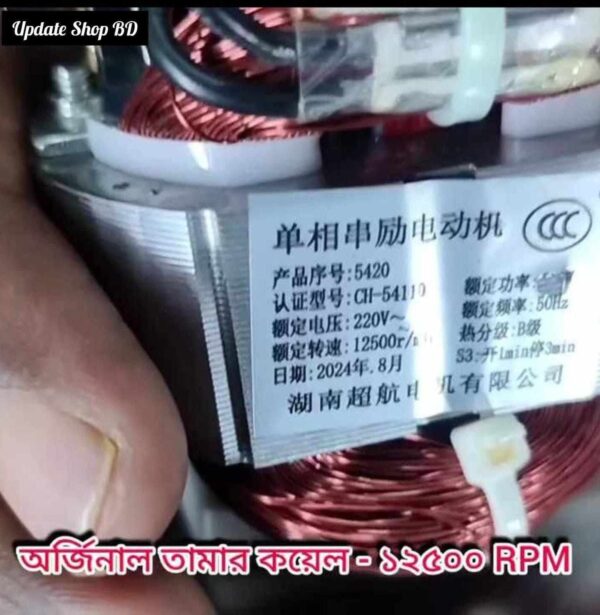 Update Shop BD
单相串励电动机
CCC
产品序号:5420
额定功率:
认证型号:CH-54110
额定频率:50Hz
额定电压:220V~
热分级:B级
额定转速:12500r/
S3:开1min停3min
日期:2024年.8月
湖南超航电机有限公司
অর্জিনাল তামার কয়েল - ১২৫০০ RPM